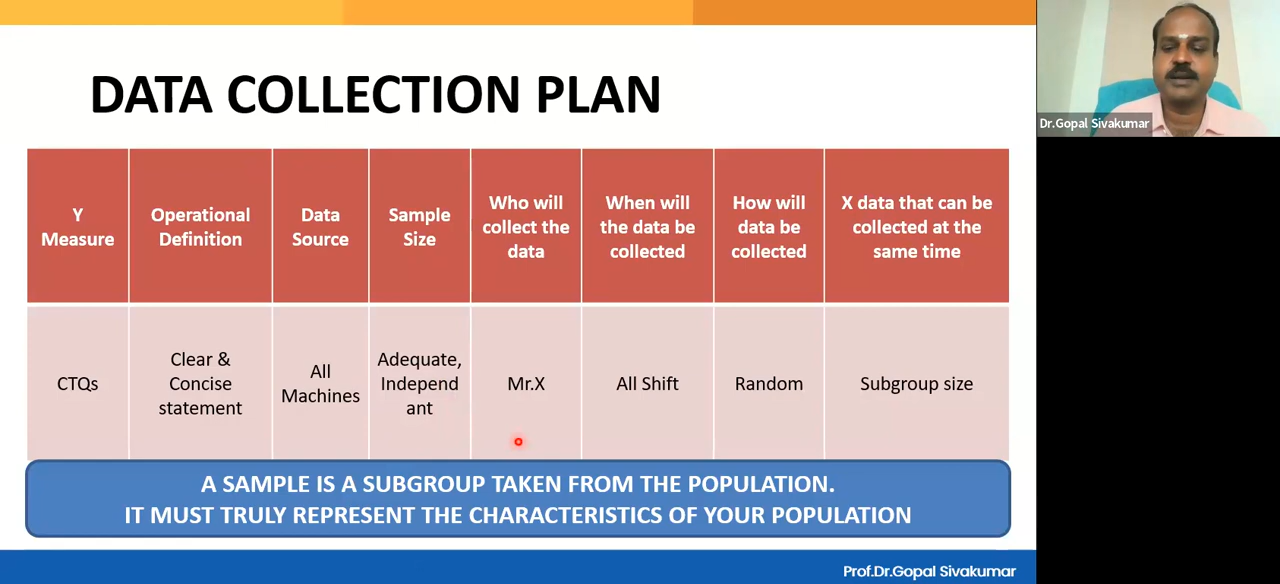 DATA COLLECTION PLAN
Y
Measure
Operational
Definition
Data
Source
Sample
Size
Who will
collect the
data
When will
the data be
collected
How will
data be
collected
X data that can be
collected at the
same time
CTQs
Clear &
Concise
statement
All
Machines
Adequate,
Independ
ant
Mr.X
All Shift
Random
Subgroup size
A SAMPLE IS A SUBGROUP TAKEN FROM THE POPULATION.
IT MUST TRULY REPRESENT THE CHARACTERISTICS OF YOUR POPULATION
Prof.Dr.Gopal Sivakumar
Dr.Gopal Sivakumar